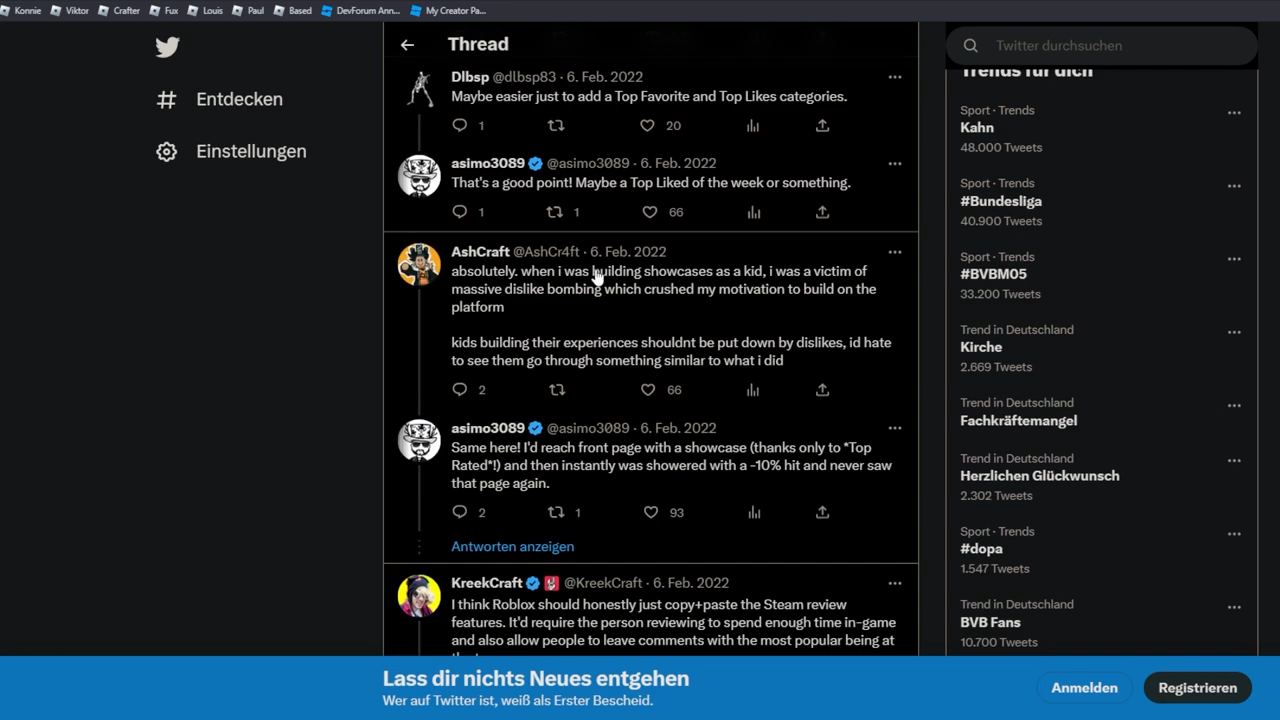 Konnie Viktor Crafter Fux Louis Paul Based DevForum Ann... My Creator Pa...
Entdecken
Einstellungen
Thread
Dlbsp @dlbsp83 · 6. Feb. 2022
Maybe easier just to add a Top Favorite and Top Likes categories.
1 20
asimo3089 @asimo3089 · 6. Feb. 2022
That's a good point! Maybe a Top Liked of the week or something.
1 1 66
AshCraft @AshCr4ft · 6. Feb. 2022
absolutely. when i was building showcases as a kid, i was a victim of
massive dislike bombing which crushed my motivation to build on the
platform
kids building their experiences shouldnt be put down by dislikes, id hate
to see them go through something similar to what i did
2 66
asimo3089 @asimo3089 · 6. Feb. 2022
Same here! I'd reach front page with a showcase (thanks only to *Top
Rated*!) and then instantly was showered with a -10% hit and never saw
that page again.
2 1 93
Antworten anzeigen
KreekCraft @KreekCraft · 6. Feb. 2022
I think Roblox should honestly just copy+paste the Steam review
features. It'd require the person reviewing to spend enough time in-game
and also allow people to leave comments with the most popular being at
Twitter durchsuchen
Trends für dich
Sport · Trends
Kahn
48.000 Tweets
Sport · Trends
#Bundesliga
40.900 Tweets
Sport · Trends
#BVBM05
33.200 Tweets
Trend in Deutschland
Kirche
2.669 Tweets
Trend in Deutschland
Fachkräftemangel
Trend in Deutschland
Herzlichen Glückwunsch
2.302 Tweets
Sport · Trends
#dopa
1.547 Tweets
Trend in Deutschland
BVB Fans
10.700 Tweets
Lass dir nichts Neues entgehen
Wer auf Twitter ist, weiß als Erster Bescheid.
Anmelden
Registrieren